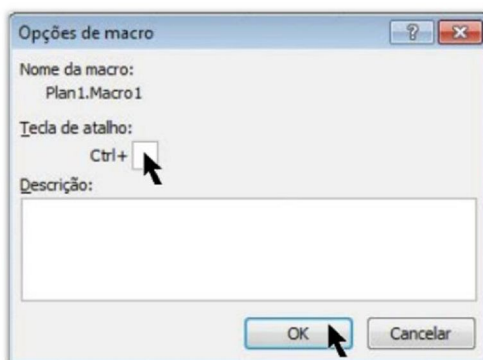 Opções de macro
Nome da macro:
Plan1.Macro1
Tecla de atalho:
Ctrl+
Descrição:
OK
Cancelar